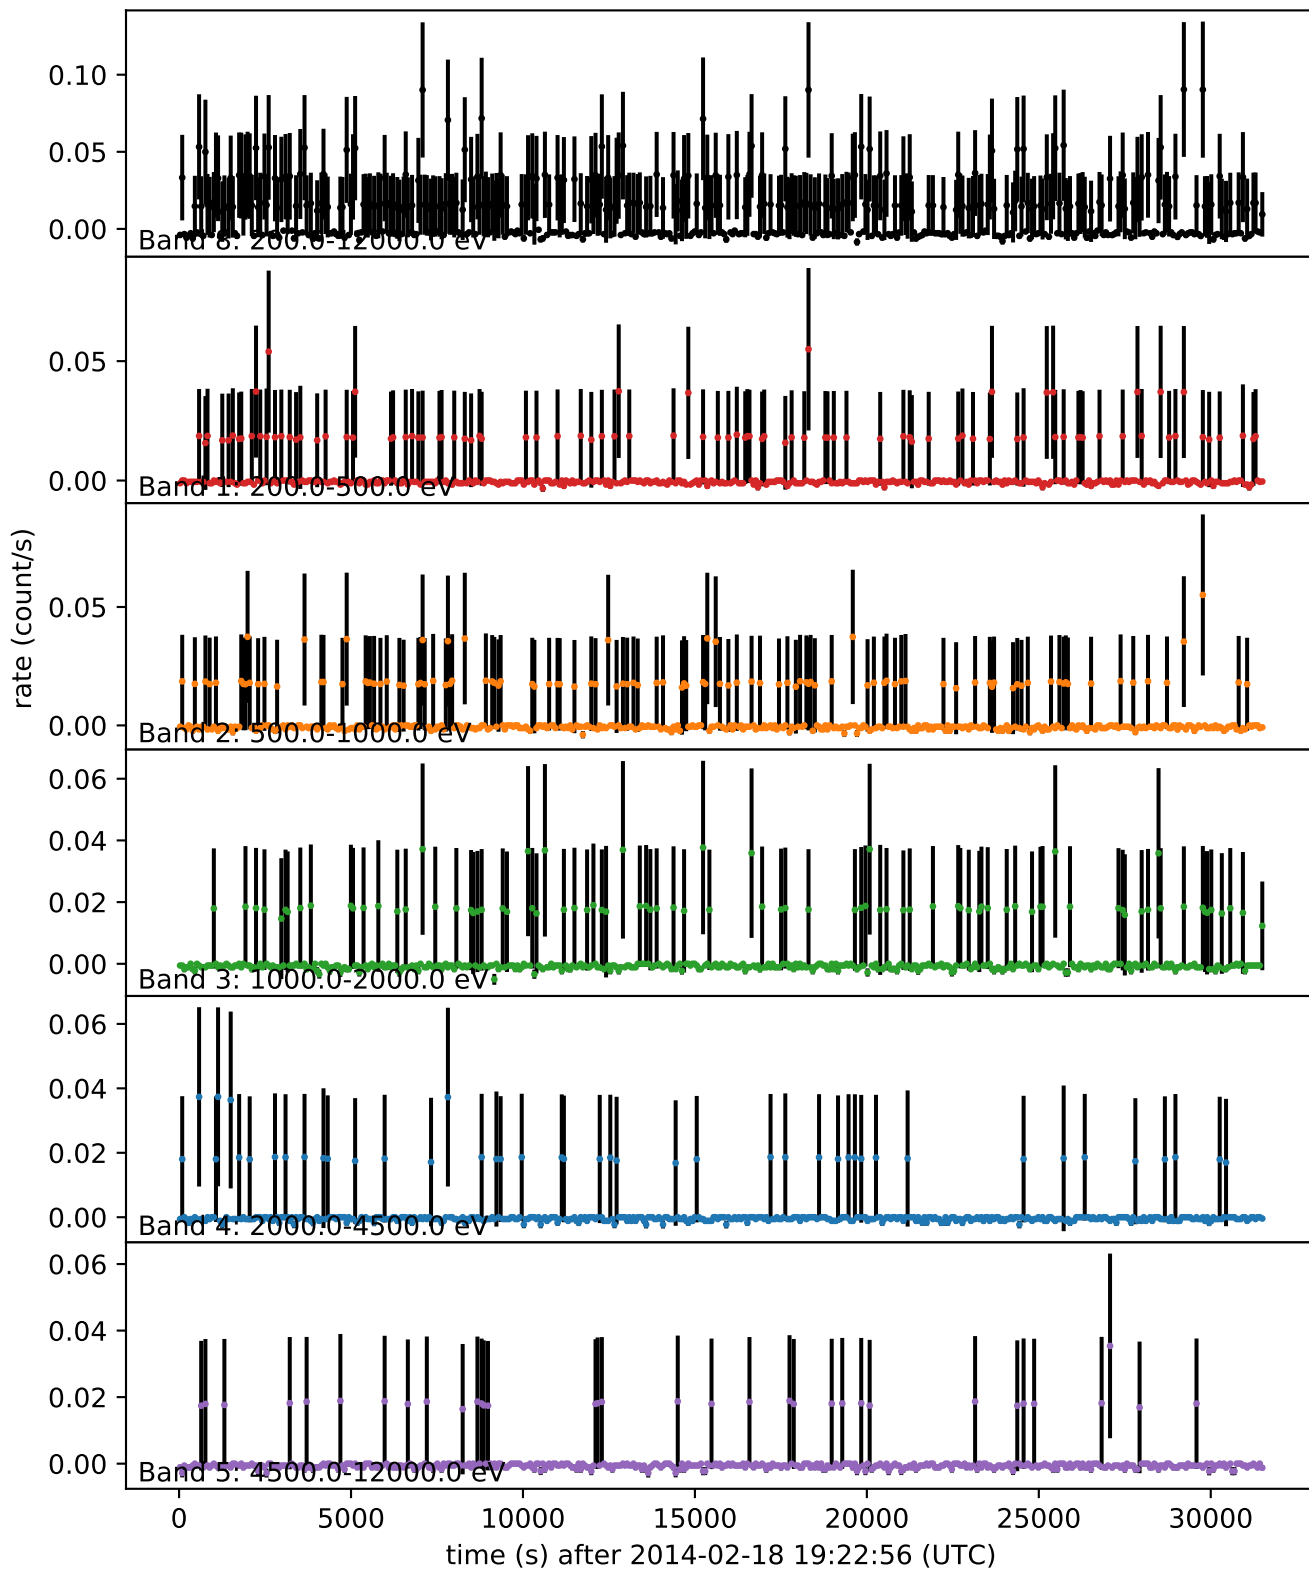 0.10
0.05
0.00
Band 8: 200.0-12000.0 eV
0.05
0.00
Band 1: 200.0-500.0 eV
rate (count/s)
0.05
0.00
Band 2: 500.0-1000.0 eV
0.06
0.04
0.02
0.00
Band 3: 1000.0-2000.0 eV
0.06
0.04
0.02
0.00
Band 4: 2000.0-4500.0 eV
0.06
0.04
0.02
0.00
Band 5: 4500.0-12000.0 eV
0 5000 10000 15000 20000 25000 30000
time (s) after 2014-02-18 19:22:56 (UTC)